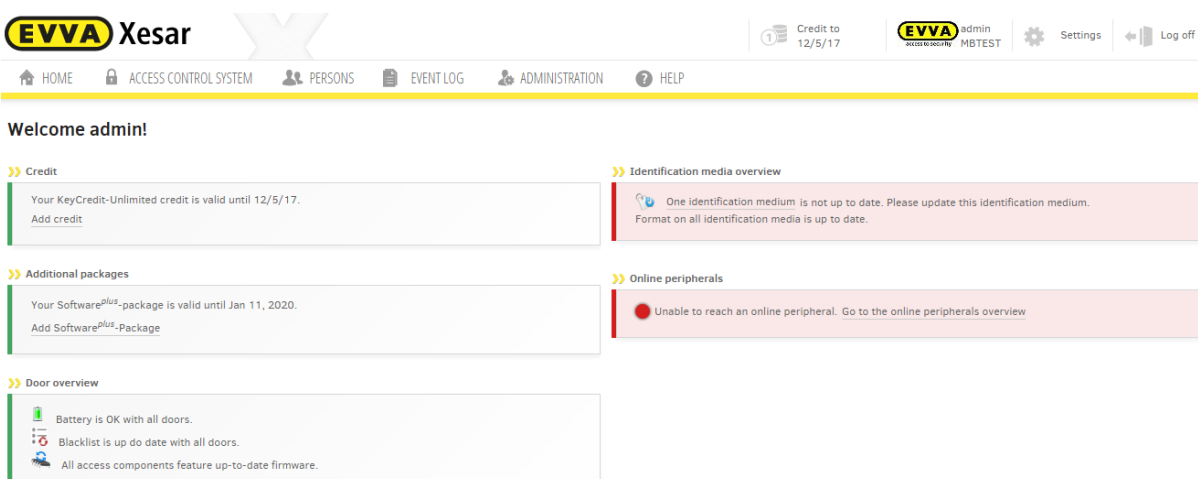 EVVA Xesar
Credit to
12/5/17
EVVA
access to security
admin
MBTEST
Settings
Log off
HOME
ACCESS CONTROL SYSTEM
PERSONS
EVENT LOG
ADMINISTRATION
HELP
Welcome admin!
Credit
Your KeyCredit-Unlimited credit is valid until 12/5/17.
Add credit
Additional packages
Your Softwareplus-package is valid until Jan 11, 2020.
Add Softwareplus-Package
Door overview
Battery is OK with all doors.
Blacklist is up do date with all doors.
All access components feature up-to-date firmware.
Identification media overview
One identification medium is not up to date. Please update this identification medium.
Format on all identification media is up to date.
Online peripherals
Unable to reach an online peripheral. Go to the online peripherals overview